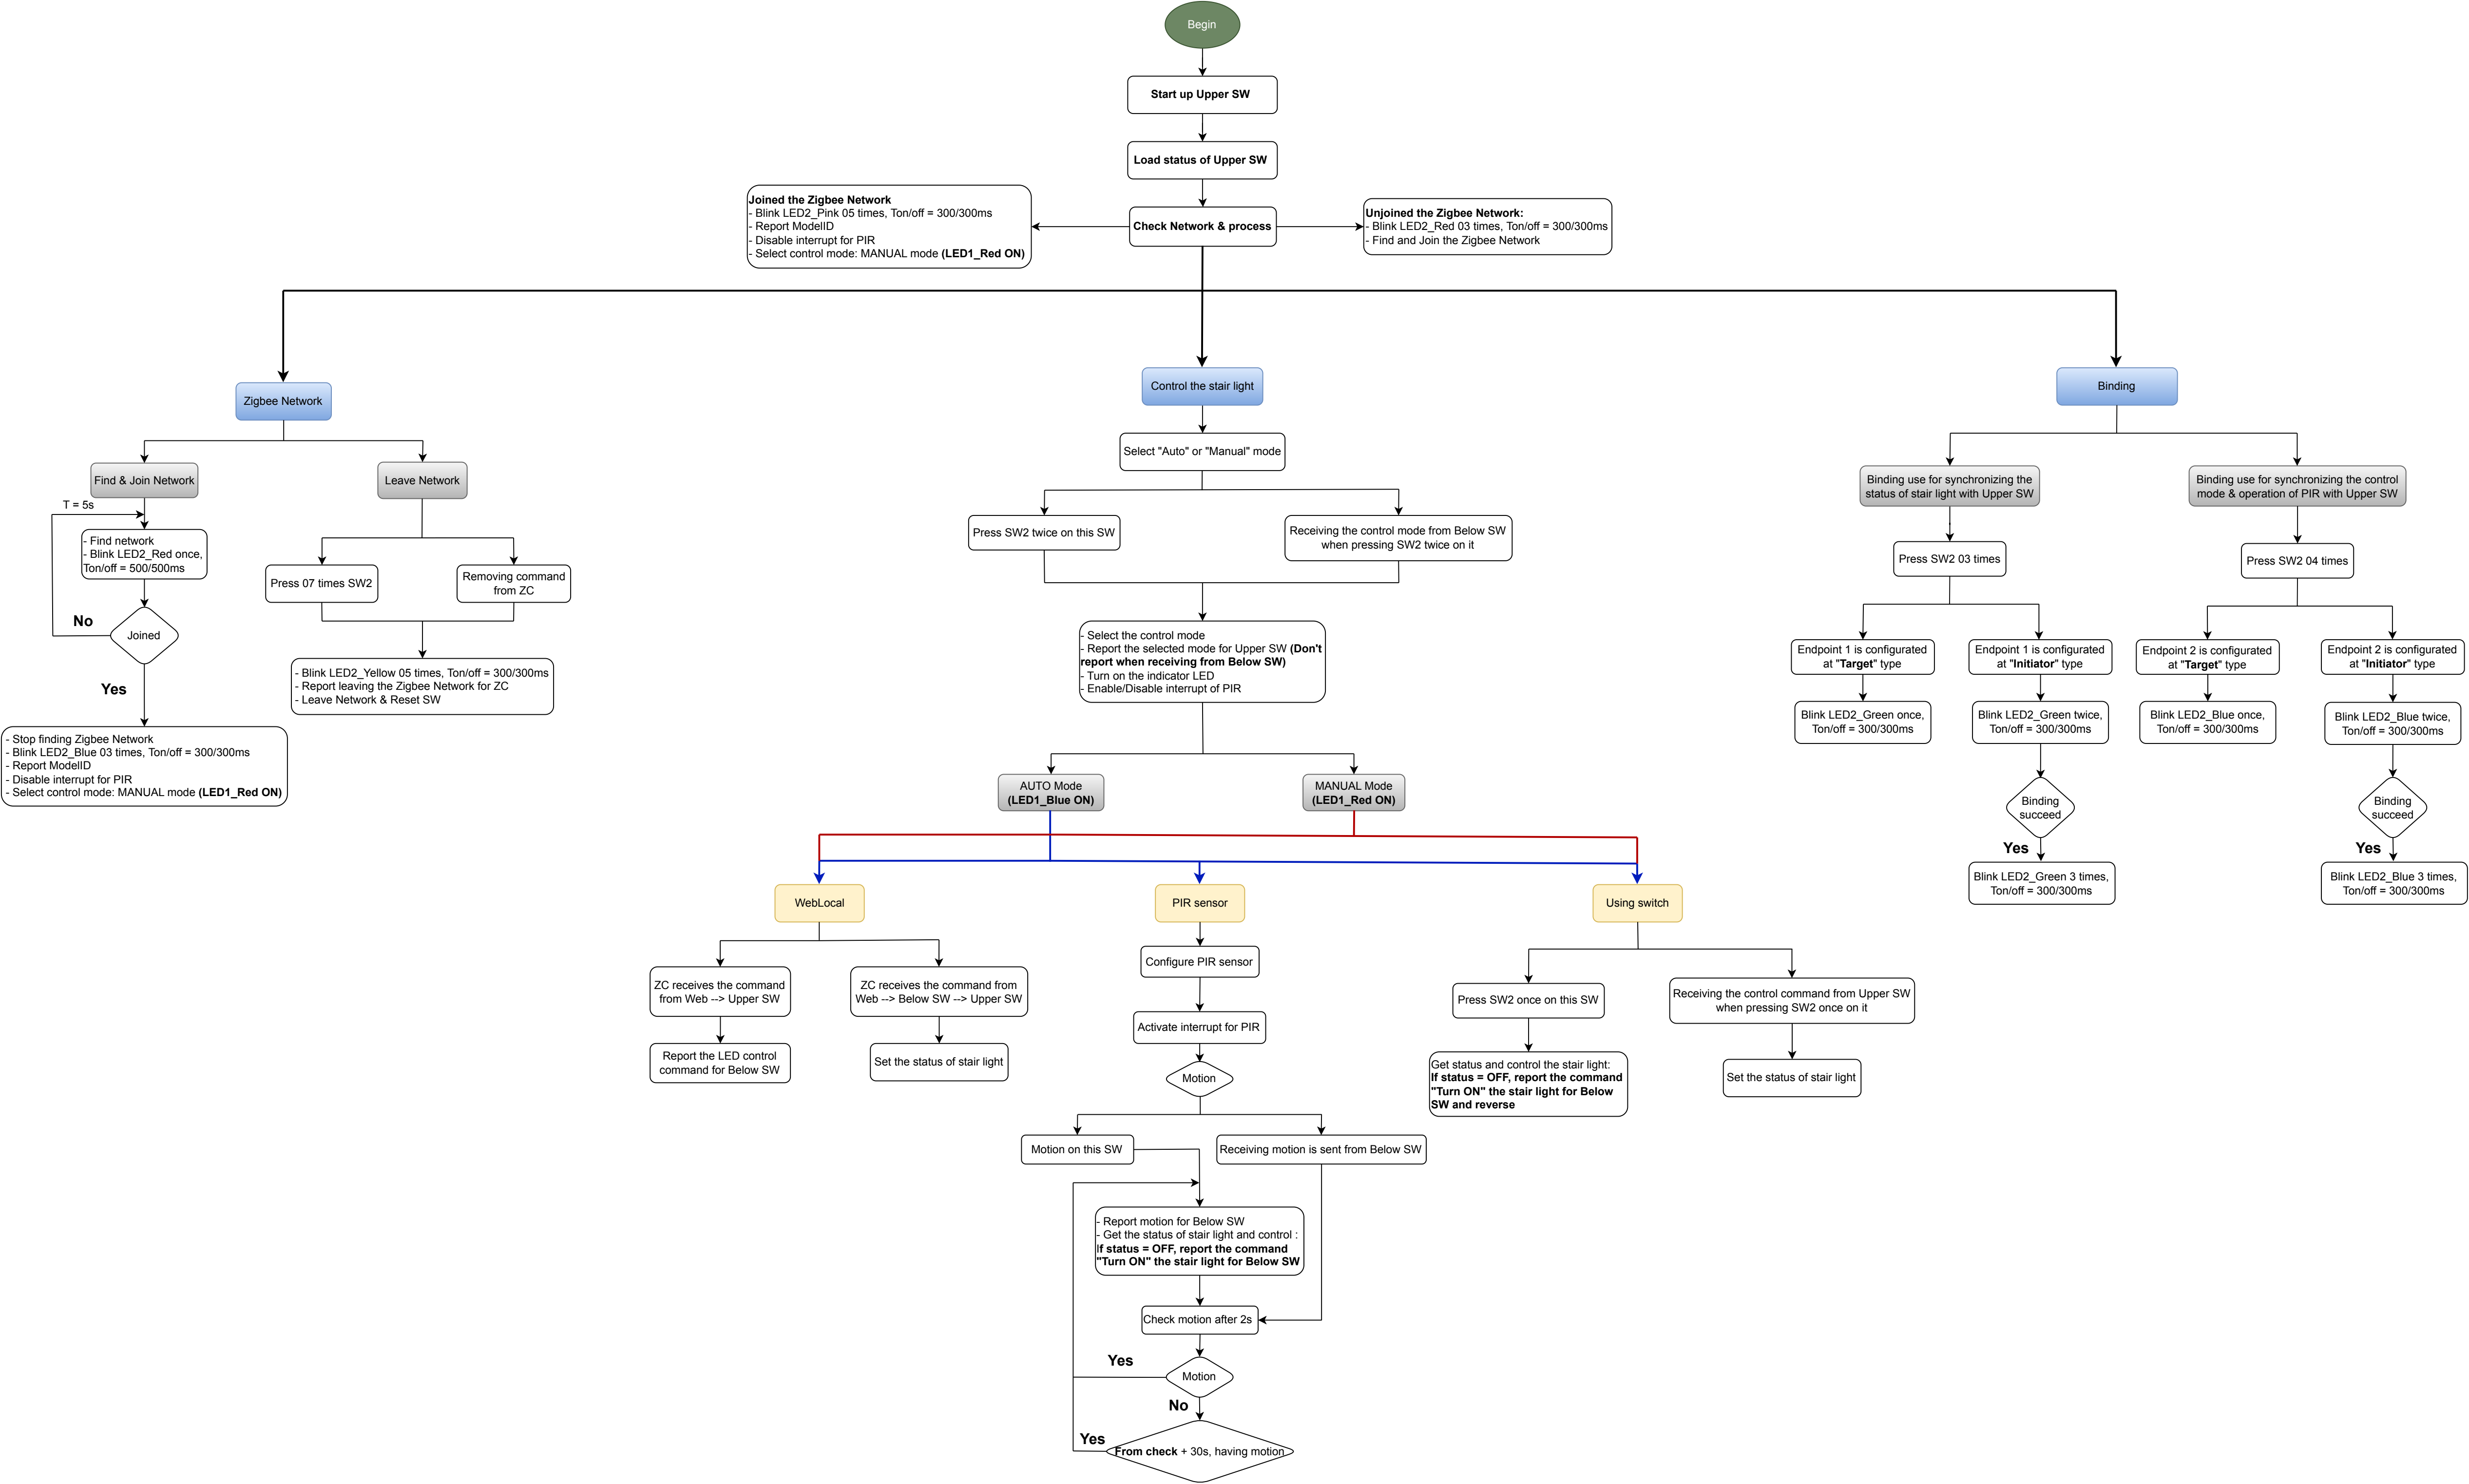 Begin
Start up Upper SW
Load status of Upper SW
Joined the Zigbee Network
- Blink LED2_Pink 05 times, Ton/off = 300/300ms
- Report ModelID
- Disable interrupt for PIR
- Select control mode: MANUAL mode (LED1_Red ON)
Check Network & process
Unjoined the Zigbee Network:
- Blink LED2_Red 03 times, Ton/off = 300/300ms
- Find and Join the Zigbee Network
Zigbee Network
Find & Join Network
Leave Network
T = 5s
- Find network
- Blink LED2_Red once,
Ton/off = 500/500ms
Joined
No
Yes
- Stop finding Zigbee Network
- Blink LED2_Blue 03 times, Ton/off = 300/300ms
- Report ModelID
- Disable interrupt for PIR
- Select control mode: MANUAL mode (LED1_Red ON)
Press 07 times SW2
Removing command
from ZC
- Blink LED2_Yellow 05 times, Ton/off = 300/300ms
- Report leaving the Zigbee Network for ZC
- Leave Network & Reset SW
Control the stair light
Select "Auto" or "Manual" mode
Press SW2 twice on this SW
Receiving the control mode from Below SW
when pressing SW2 twice on it
- Select the control mode
- Report the selected mode for Upper SW (Don't
report when receiving from Below SW)
- Turn on the indicator LED
- Enable/Disable interrupt of PIR
AUTO Mode
(LED1_Blue ON)
MANUAL Mode
(LED1_Red ON)
WebLocal
PIR sensor
Using switch
ZC receives the command
from Web --> Upper SW
Report the LED control
command for Below SW
ZC receives the command from
Web --> Below SW --> Upper SW
Set the status of stair light
Configure PIR sensor
Activate interrupt for PIR
Motion
Motion on this SW
Receiving motion is sent from Below SW
- Report motion for Below SW
- Get the status of stair light and control :
If status = OFF, report the command
"Turn ON" the stair light for Below SW
Check motion after 2s
Yes
Motion
No
Yes
From check + 30s, having motion
Press SW2 once on this SW
Get status and control the stair light:
If status = OFF, report the command
"Turn ON" the stair light for Below
SW and reverse
Receiving the control command from Upper SW
when pressing SW2 once on it
Set the status of stair light
Binding
Binding use for synchronizing the
status of stair light with Upper SW
Press SW2 03 times
Endpoint 1 is configurated
at "Target" type
Blink LED2_Green once,
Ton/off = 300/300ms
Endpoint 1 is configurated
at "Initiator" type
Blink LED2_Green twice,
Ton/off = 300/300ms
Binding
succeed
Yes
Blink LED2_Green 3 times,
Ton/off = 300/300ms
Binding use for synchronizing the control
mode & operation of PIR with Upper SW
Press SW2 04 times
Endpoint 2 is configurated
at "Target" type
Blink LED2_Blue once,
Ton/off = 300/300ms
Endpoint 2 is configurated
at "Initiator" type
Blink LED2_Blue twice,
Ton/off = 300/300ms
Binding
succeed
Yes
Blink LED2_Blue 3 times,
Ton/off = 300/300ms